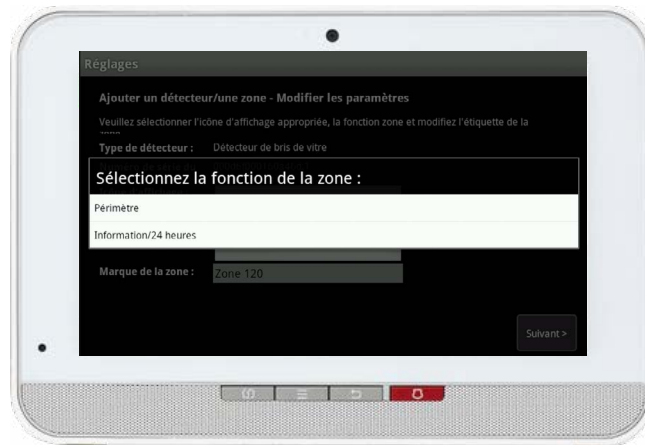 Réglages
Ajouter un détecteur/une zone - Modifier les paramètres
Veuillez sélectionner l'icône d'affichage appropriée, la fonction zone et modifiez l'étiquette de la
Type de détecteur : Détecteur de bris de vitre
Sélectionnez la fonction de la zone :
Périmètre
Information/24 heures
Marque de la zone : Zone 120
Suivant >